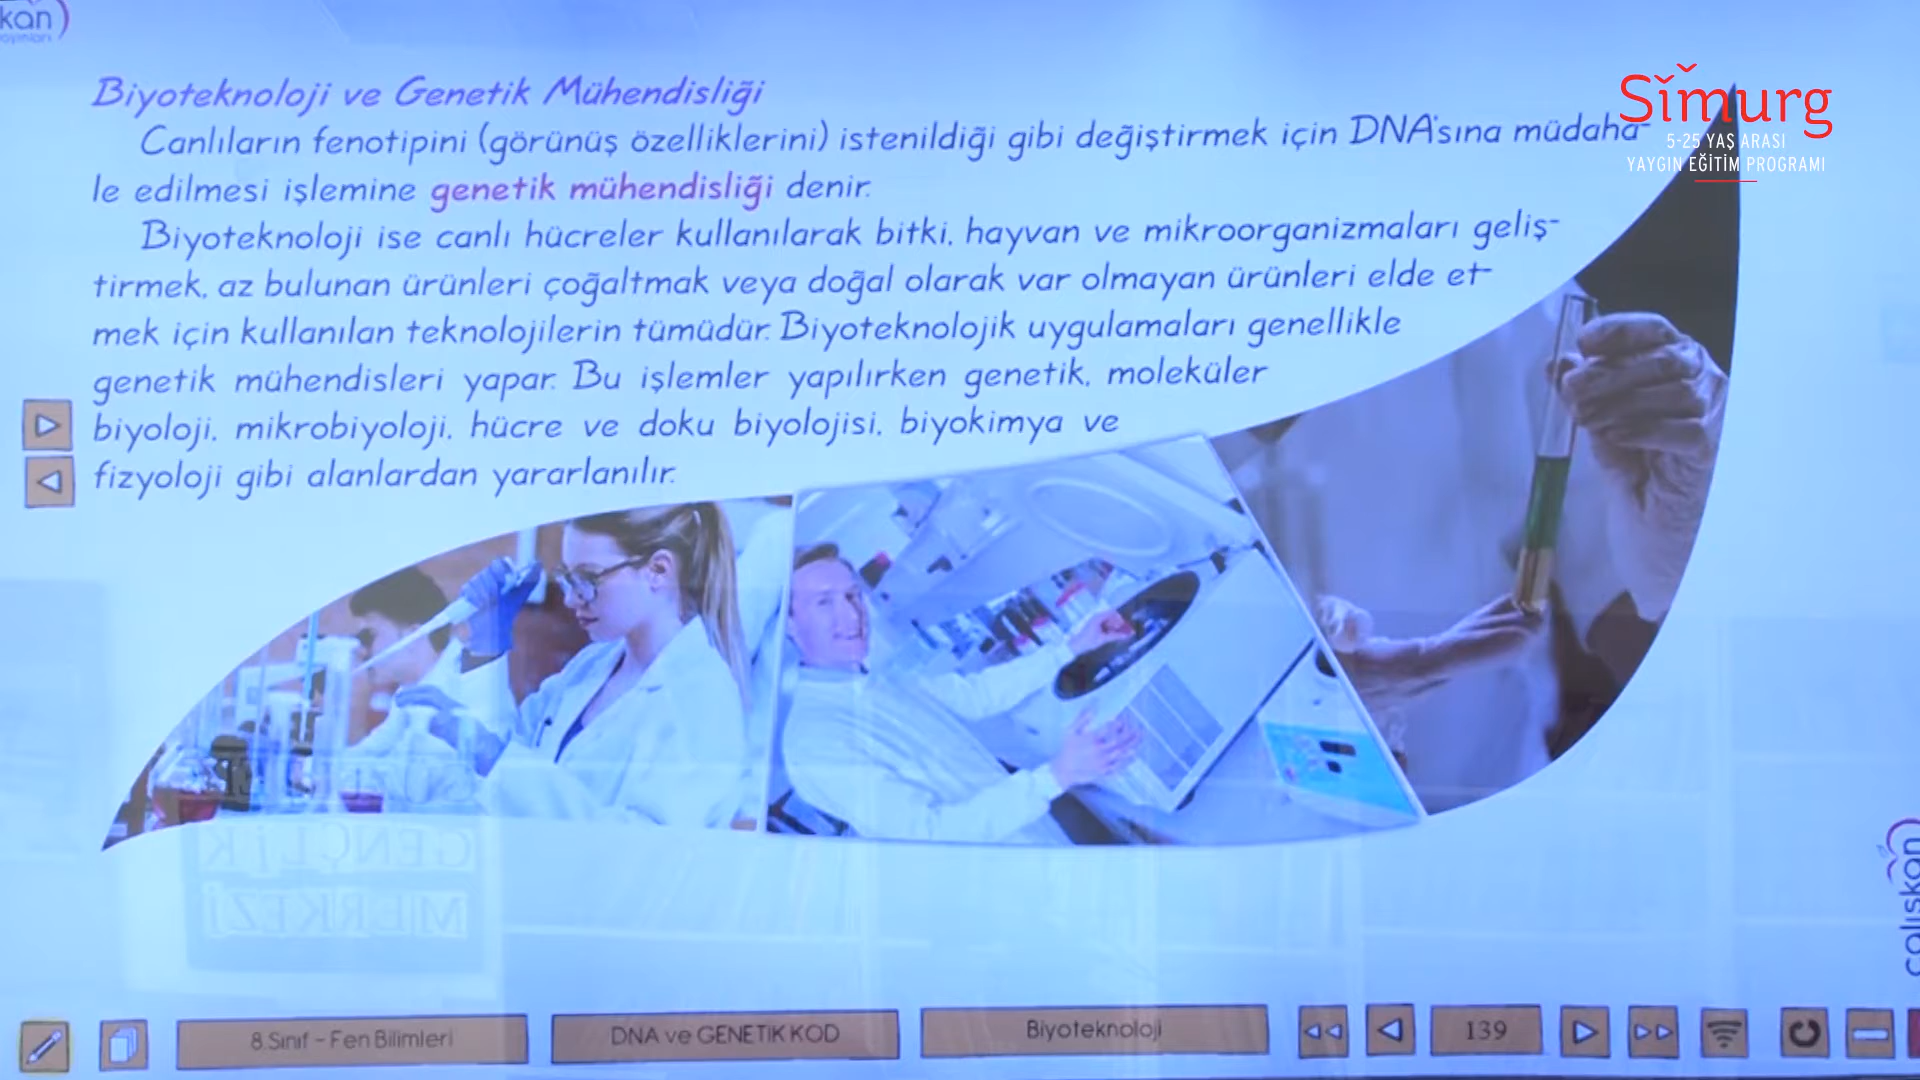 kan
yayınları
Simurg
5-25 YAŞ ARASI
YAYGIN EĞİTİM PROGRAMI
Biyoteknoloji ve Genetik Mühendisliği
Canlıların fenotipini (görünüş özelliklerini) istenildiği gibi değiştirmek için DNA'sına müdaha-
le edilmesi işlemine genetik mühendisliği denir.
Biyoteknoloji ise canlı hücreler kullanılarak bitki, hayvan ve mikroorganizmaları geliş-
tirmek, az bulunan ürünleri çoğaltmak veya doğal olarak var olmayan ürünleri elde et-
mek için kullanılan teknolojilerin tümüdür. Biyoteknolojik uygulamaları genellikle
genetik mühendisleri yapar. Bu işlemler yapılırken genetik, moleküler
biyoloji, mikrobiyoloji, hücre ve doku biyolojisi, biyokimya ve
fizyoloji gibi alanlardan yararlanılır.
GENÇLİK
MERKEZİ
çalışkan
8. Sınıf - Fen Bilimleri
DNA ve GENETİK KOD
Biyoteknoloji
139